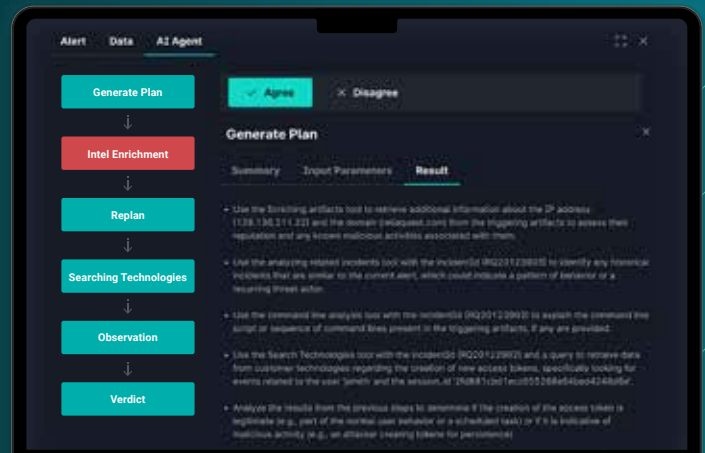 Alert Data AI Agent
Generate Plan
Intel Enrichment
Replan
Searching Technologies
Observation
Verdict
Agree Disagree
Generate Plan
Summary Input Parameters Result
• Use the Enriching artifacts tool to retrieve additional information about the IP address
and the domain from the triggering artifacts to assess their
reputation and any known malicious activities associated with them.
• Use the analyzing related incidents tool with the incidentId to identify any historical
incidents that are similar to the current alert, which could indicate a pattern of behavior or a
recurring threat actor.
• Use the command line analysis tool with the incidentId to explain the command line
script or sequence of command lines present in the triggering artifacts, if any are provided.
• Use the Search Technologies tool with the incidentId and a query to retrieve data
from customer technologies regarding the creation of new access tokens, specifically looking for
events related to the user and the session_id
• Analyze the results from the previous steps to determine if the creation of the access token is
legitimate (e.g., part of the normal user behavior or a scheduled task) or if it is indicative of
malicious activity (e.g., an attacker creating tokens for persistence)